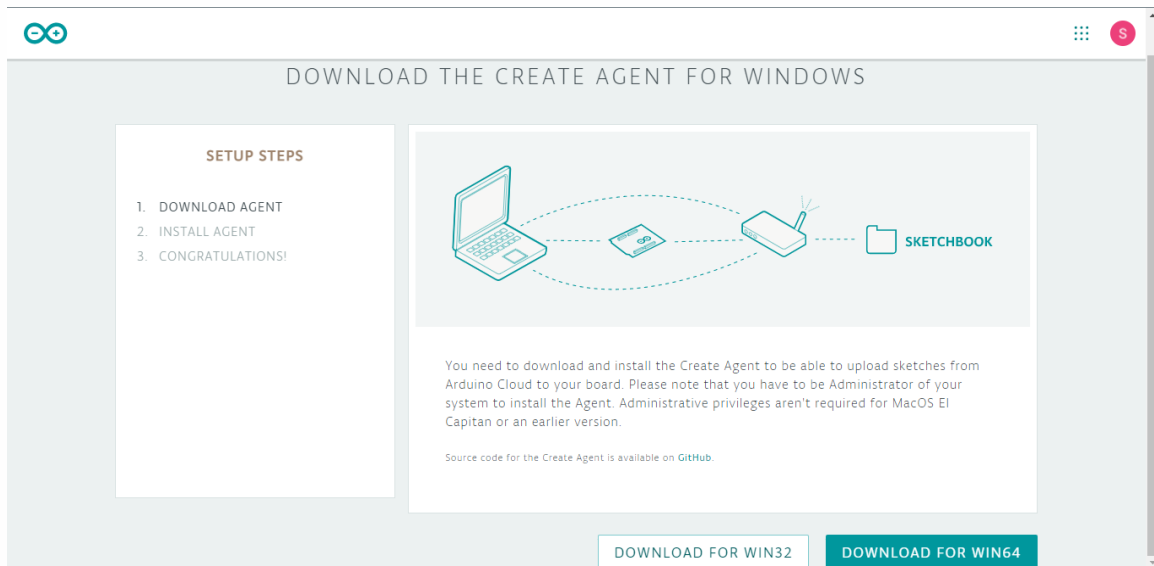 S
DOWNLOAD THE CREATE AGENT FOR WINDOWS
SETUP STEPS
1. DOWNLOAD AGENT
2. INSTALL AGENT
3. CONGRATULATIONS!
SKETCHBOOK
You need to download and install the Create Agent to be able to upload sketches from
Arduino Cloud to your board. Please note that you have to be Administrator of your
system to install the Agent. Administrative privileges aren't required for MacOS El
Capitan or an earlier version.
Source code for the Create Agent is available on GitHub.
DOWNLOAD FOR WIN32
DOWNLOAD FOR WIN64